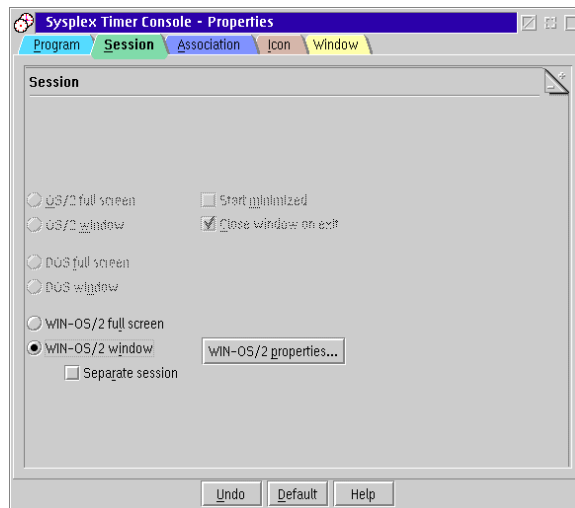 Sysplex Timer Console - Properties
Program Session Association Icon Window
Session
OS/2 full screen Start minimized
OS/2 window Close window on exit
DOS full screen
DOS window
WIN-OS/2 full screen
WIN-OS/2 window WIN-OS/2 properties...
Separate session
Undo Default Help